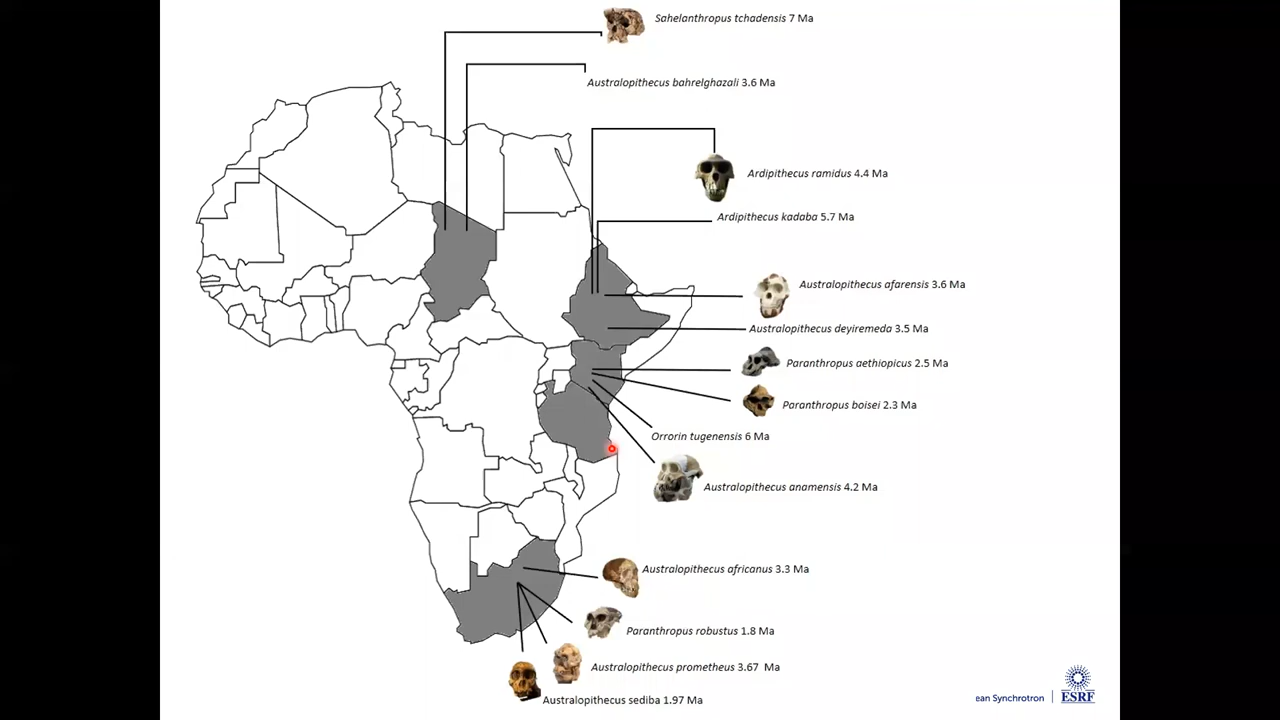 Sahelanthropus tchadensis 7 Ma
Australopithecus bahrelghazali 3.6 Ma
Ardipithecus ramidus 4.4 Ma
Ardipithecus kadaba 5.7 Ma
Australopithecus afarensis 3.6 Ma
Australopithecus deyiremeda 3.5 Ma
Paranthropus aethiopicus 2.5 Ma
Paranthropus boisei 2.3 Ma
Orrorin tugenensis 6 Ma
Australopithecus anamensis 4.2 Ma
Australopithecus africanus 3.3 Ma
Paranthropus robustus 1.8 Ma
Australopithecus prometheus 3.67 Ma
Australopithecus sediba 1.97 Ma
ean Synchrotron
ESRF